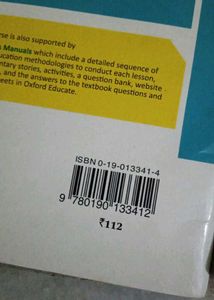 rse is also supported by
Manuals which include a detailed sequence of
ucation methodologies to conduct each lesson,
ntary stories, activities, a question bank, website
, and the answers to the textbook questions and
eets in Oxford Educate.
ISBN 0-19-013341-4
9 780190 133412
₹112